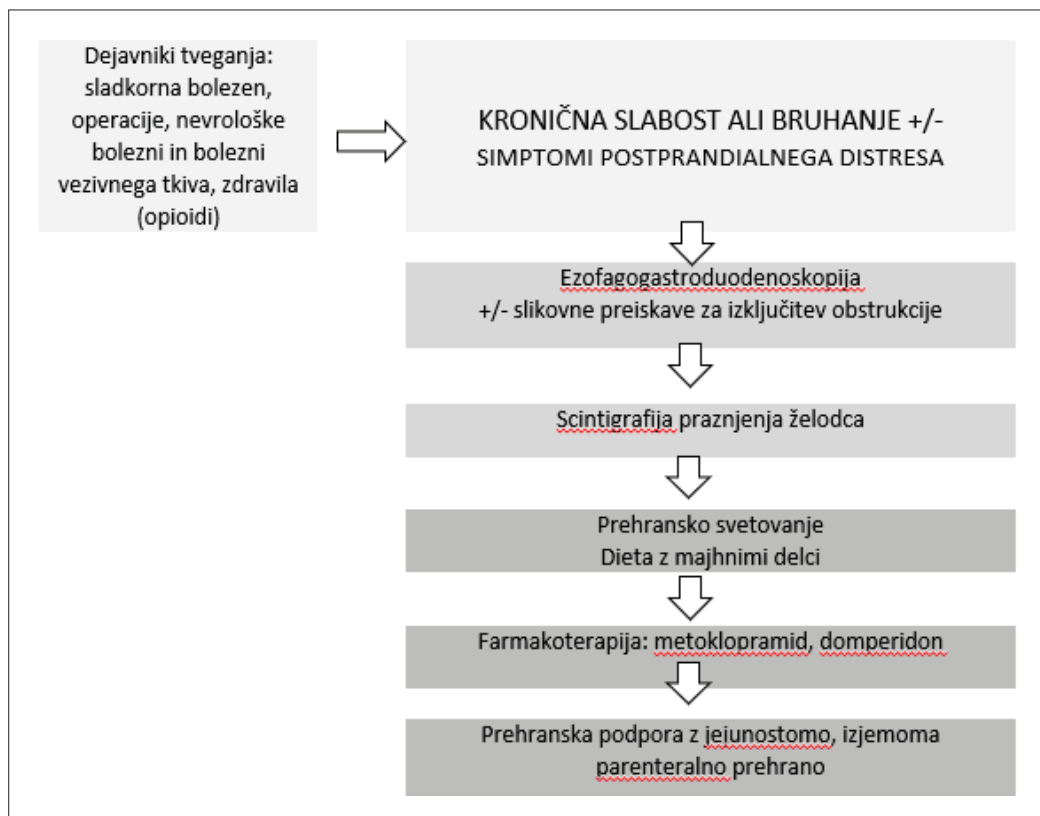 Dejavniki tveganja:
sladkorna bolezen,
operacije, nevrološke
bolezni in bolezni
vezivnega tkiva, zdravila
(opioidi)
KRONIČNA SLABOST ALI BRUHANJE +/-
SIMPTOMI POSTPRANDIALNEGA DISTRESA
Ezofagogastroduodenoskopija
+/- slikovne preiskave za izključitev obstrukcije
Scintigrafija praznjenja želodca
Prehransko svetovanje
Dieta z majhnimi delci
Farmakoterapija: metoklopramid, domperidon
Prehranska podpora z jejunostomo, izjemoma
parenteralno prehrano